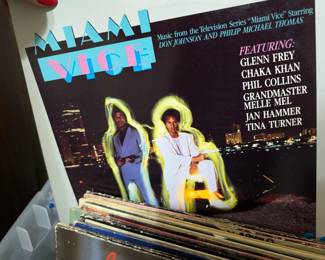 MIAMI
VICE
Music from the Television Series "Miami Vice" Starring
DON JOHNSON AND PHILIP MICHAEL THOMAS
FEATURING:
GLENN FREY
CHAKA KHAN
PHIL COLLINS
GRANDMASTER
MELLE MEL
JAN HAMMER
TINA TURNER